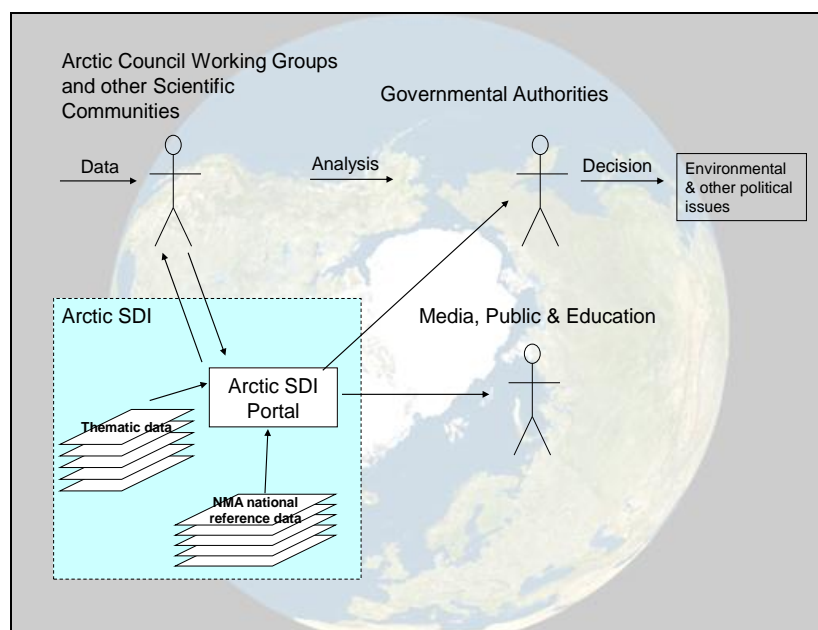 Arctic Council Working Groups
and other Scientific
Communities
Governmental Authorities
Data
Analysis
Decision
Environmental
& other political
issues
Arctic SDI
Media, Public & Education
Arctic SDI
Portal
Thematic data
NMA national
reference data